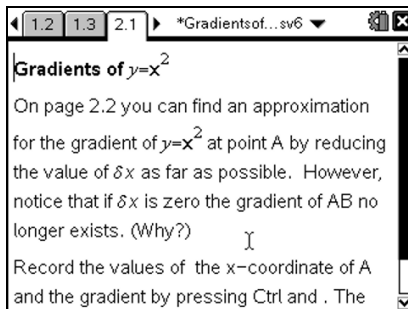 1.2 1.3 2.1 *Gradientsof...sv6
Gradients of y=x²
On page 2.2 you can find an approximation
for the gradient of y=x² at point A by reducing
the value of δx as far as possible. However,
notice that if δx is zero the gradient of AB no
longer exists. (Why?)
Record the values of the x-coordinate of A
and the gradient by pressing Ctrl and . The